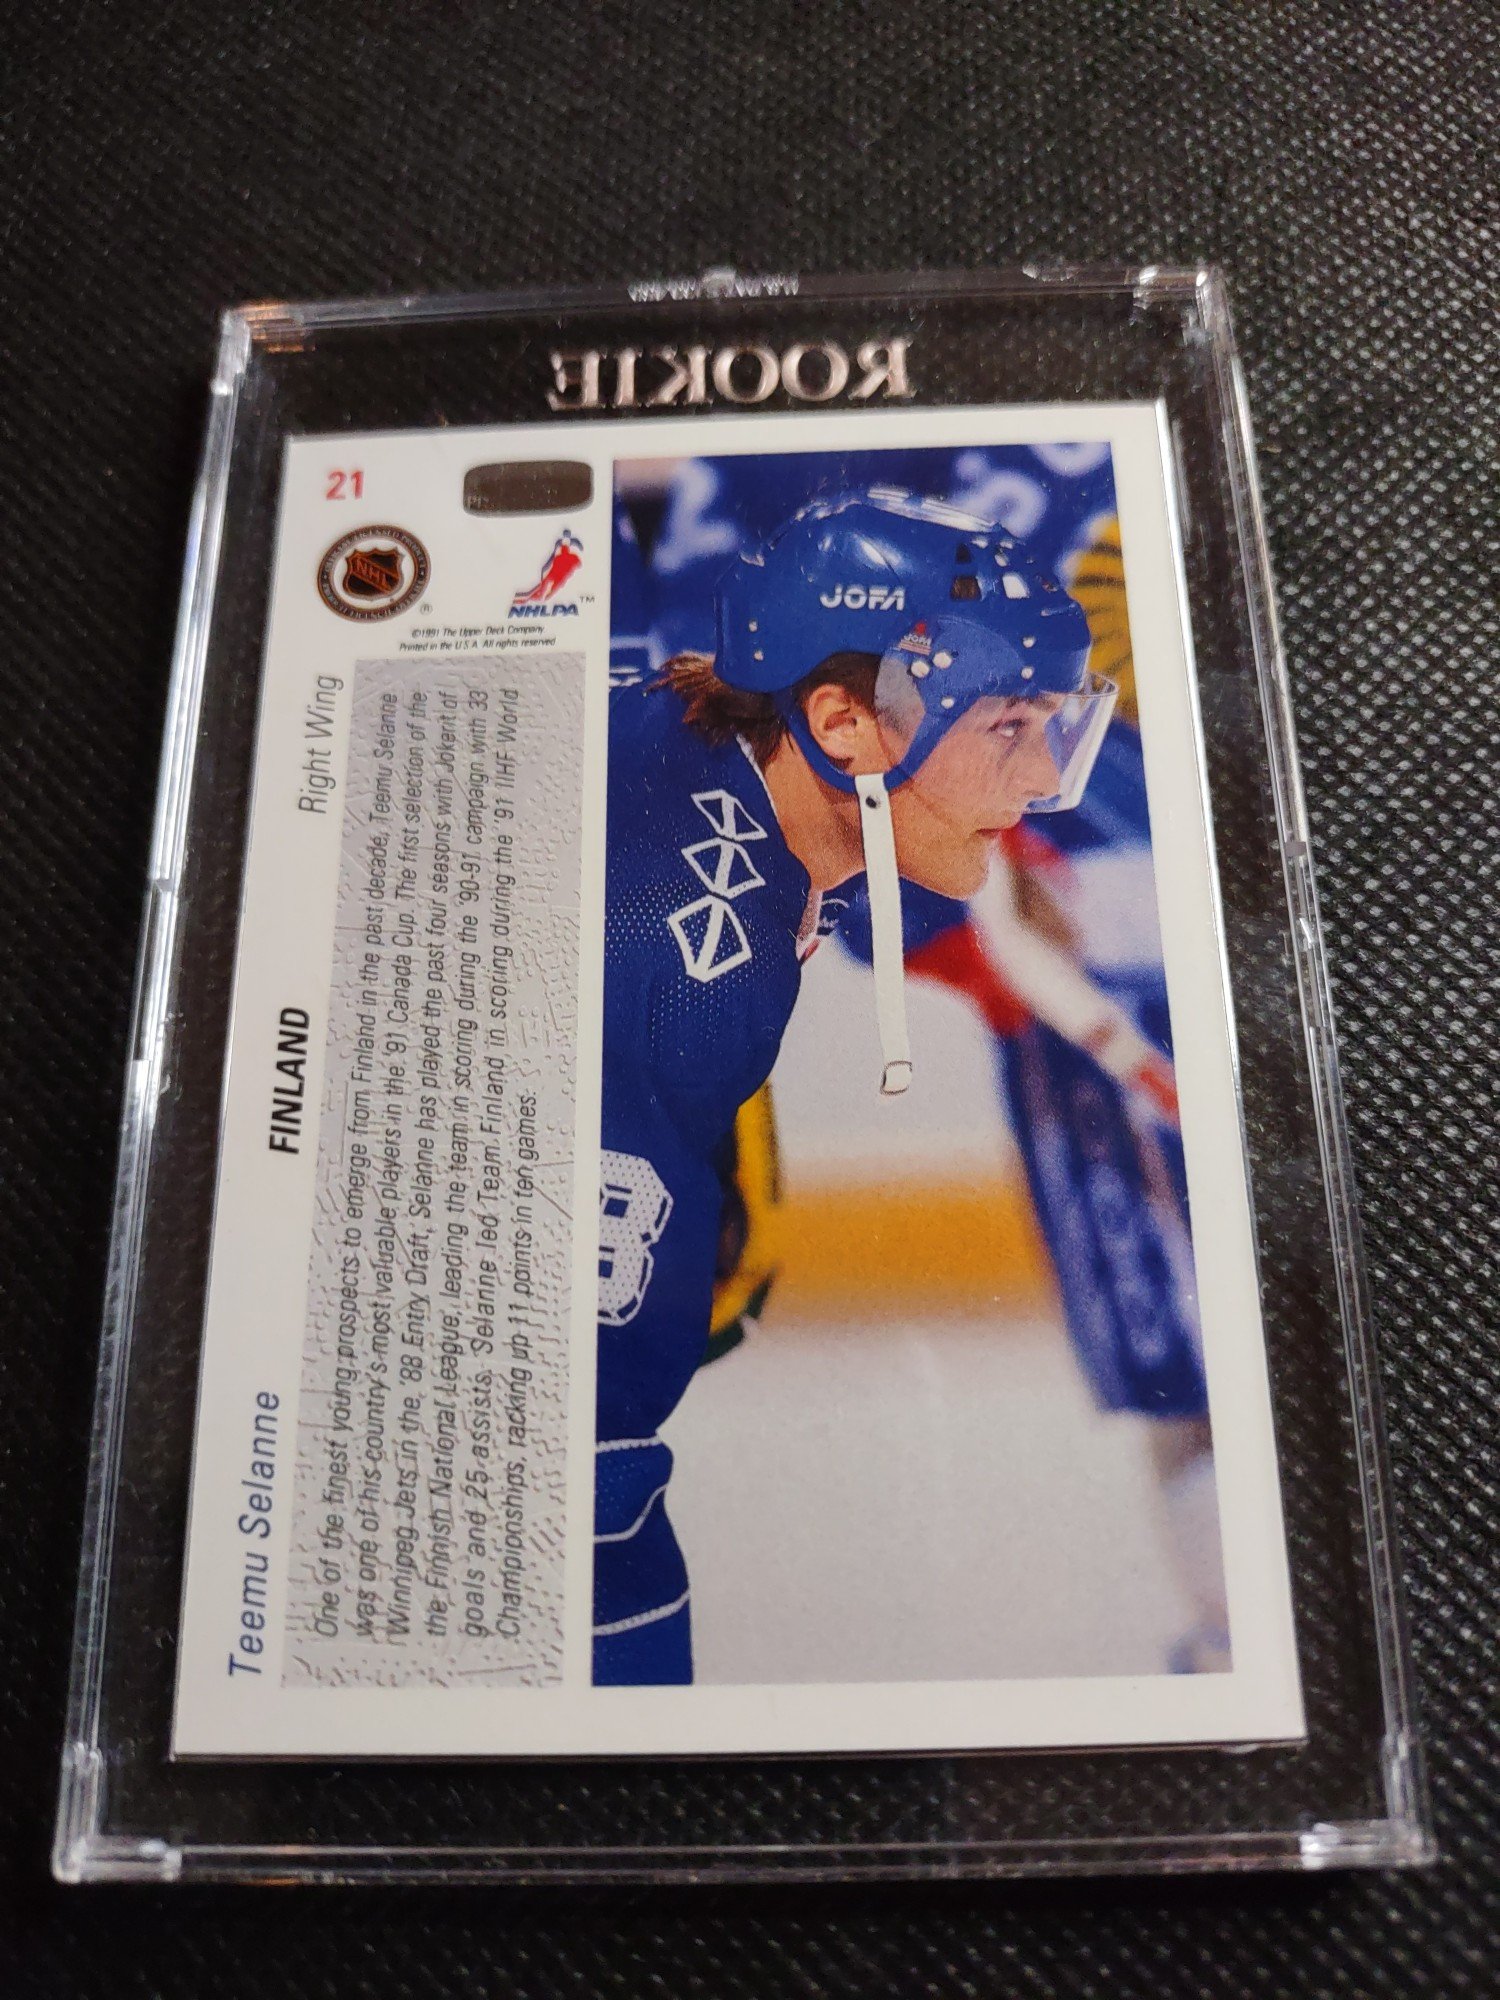 ROOKIE
21
NHL
®
NHLPA™
©1991 The Upper Deck Company.
Printed in the U.S.A. All rights reserved
Teemu Selanne FINLAND Right Wing
One of the finest young prospects to emerge from Finland in the past decade, Teemu Selanne
was one of his country's most valuable players in the '91 Canada Cup. The first selection of the
Winnipeg Jets in the '88 Entry Draft, Selanne has played the past four seasons with Jokerit of
the Finnish National League, leading the team in scoring during the '90-91 campaign with 33
goals and 25 assists. Selanne led Team Finland in scoring during the '91 IIHF World
Championships, racking up 11 points in ten games.
JOFA
JOFA
8